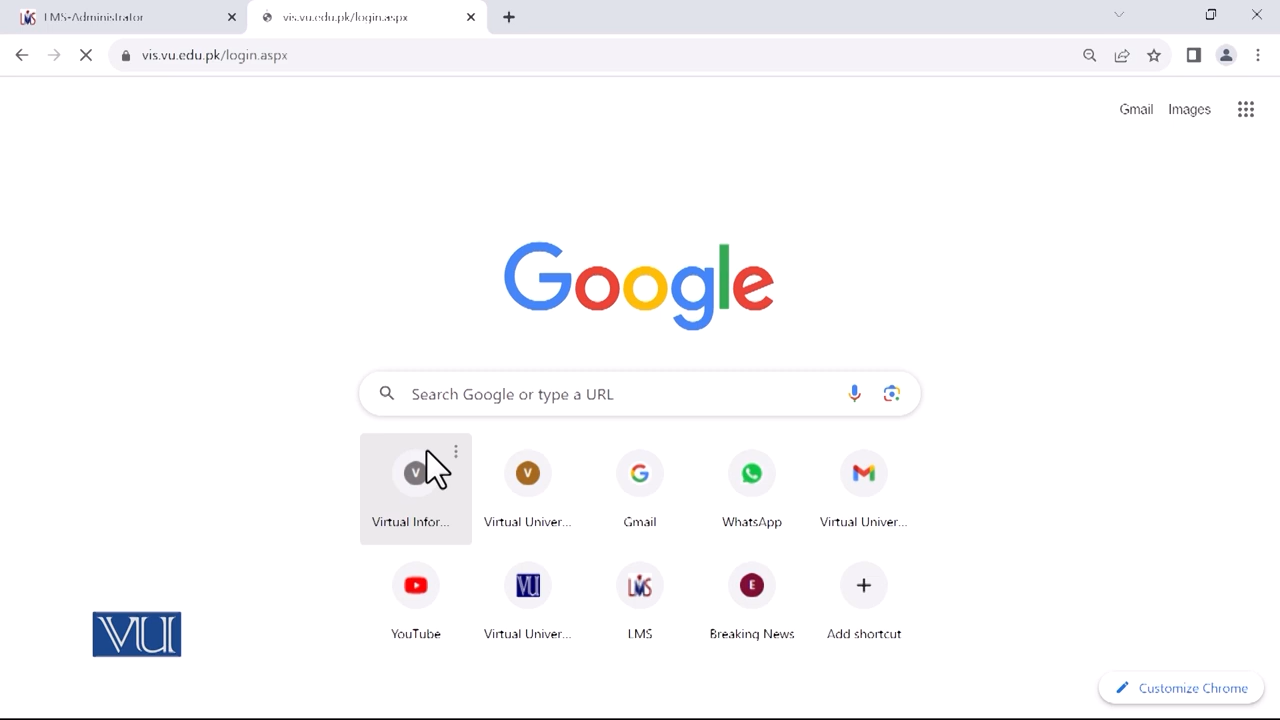 LMS-Administrator
vis.vu.edu.pk/login.aspx
vis.vu.edu.pk/login.aspx
Gmail Images
Google
Search Google or type a URL
V V G E
Virtual Infor... Virtual Univer... Gmail WhatsApp Virtual Univer...
VU LMS
YouTube Virtual Univer... LMS Breaking News Add shortcut
VU
Customize Chrome